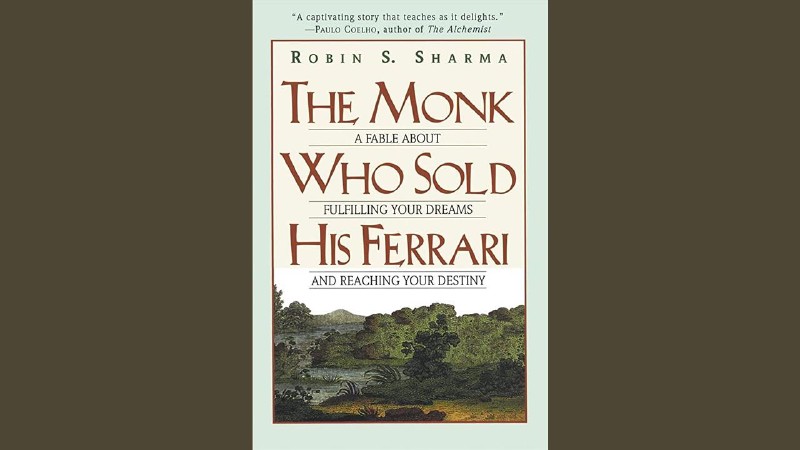 "A captivating story that teaches as it delights."
—PAULO COELHO, author of The Alchemist
ROBIN S. SHARMA
THE MONK
A FABLE ABOUT
WHO SOLD
FULFILLING YOUR DREAMS
HIS FERRARI
AND REACHING YOUR DESTINY